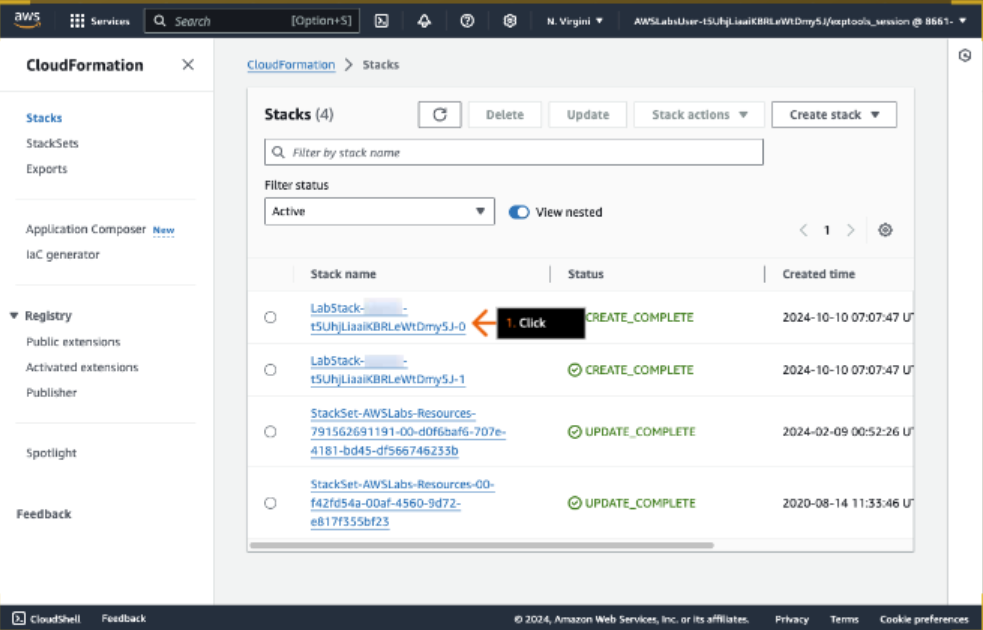 aws
Services
Search
[Option+S]
N. Virgini
AWSLabsUser-t5UhjLiaaiKBRLeWtDmy5J/exptools_session @ 8661-
CloudFormation
Stacks
StackSets
Exports
Application Composer New
IaC generator
Registry
Public extensions
Activated extensions
Publisher
Spotlight
Feedback
CloudFormation > Stacks
Stacks (4)
Delete
Update
Stack actions
Create stack
Filter by stack name
Filter status
Active
View nested
1
Stack name
Status
Created time
LabStack- -
t5UhjLiaaiKBRLeWtDmy5J-0
1. Click
CREATE_COMPLETE
2024-10-10 07:07:47 UT
LabStack- -
t5UhjLiaaiKBRLeWtDmy5J-1
CREATE_COMPLETE
2024-10-10 07:07:47 UT
StackSet-AWSLabs-Resources-
791562691191-00-d0f6baf6-707e-
4181-bd45-df566746233b
UPDATE_COMPLETE
2024-02-09 00:52:26 UT
StackSet-AWSLabs-Resources-00-
f42fd54a-00af-4560-9d72-
e817f355bf23
UPDATE_COMPLETE
2020-08-14 11:33:46 UT
CloudShell
Feedback
© 2024, Amazon Web Services, Inc. or its affiliates.
Privacy
Terms
Cookie preferences